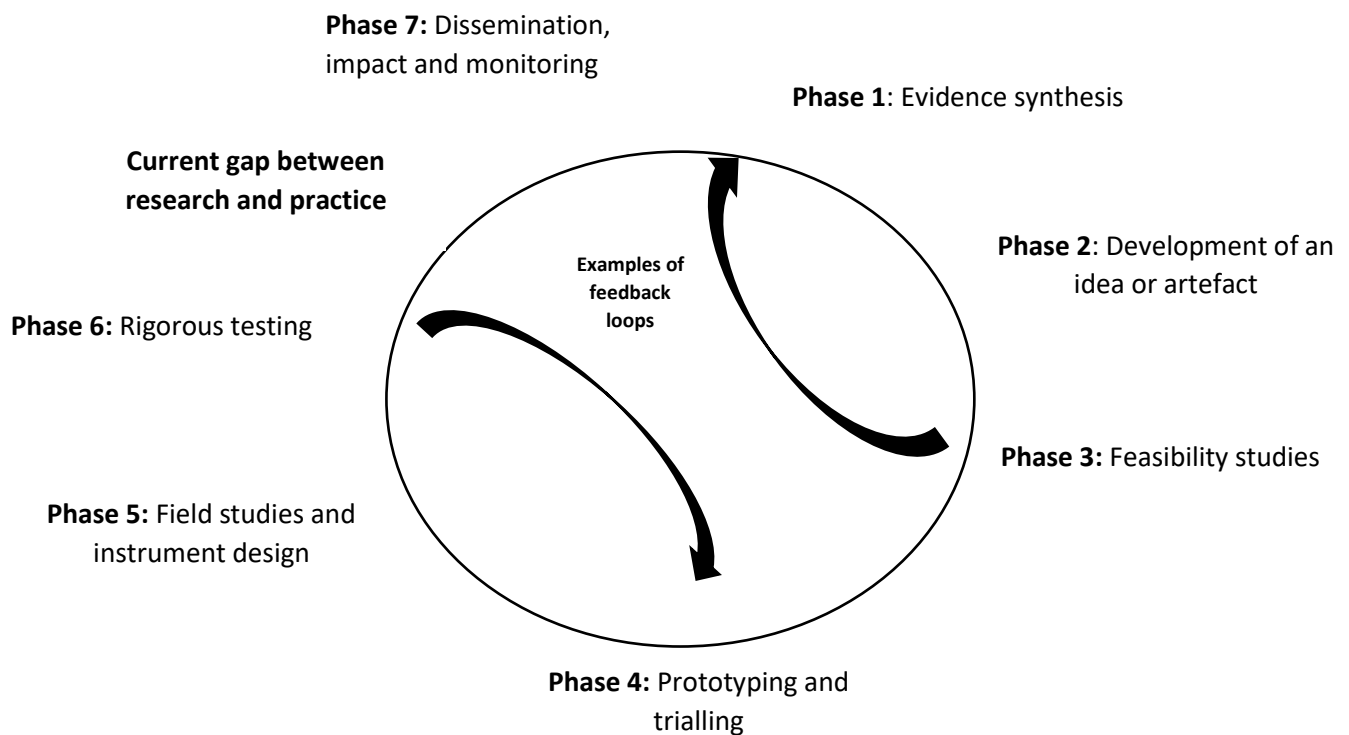 Phase 7: Dissemination,
impact and monitoring
Phase 1: Evidence synthesis
Current gap between
research and practice
Phase 2: Development of an
idea or artefact
Examples of
feedback
loops
Phase 6: Rigorous testing
Phase 3: Feasibility studies
Phase 5: Field studies and
instrument design
Phase 4: Prototyping and
trialling